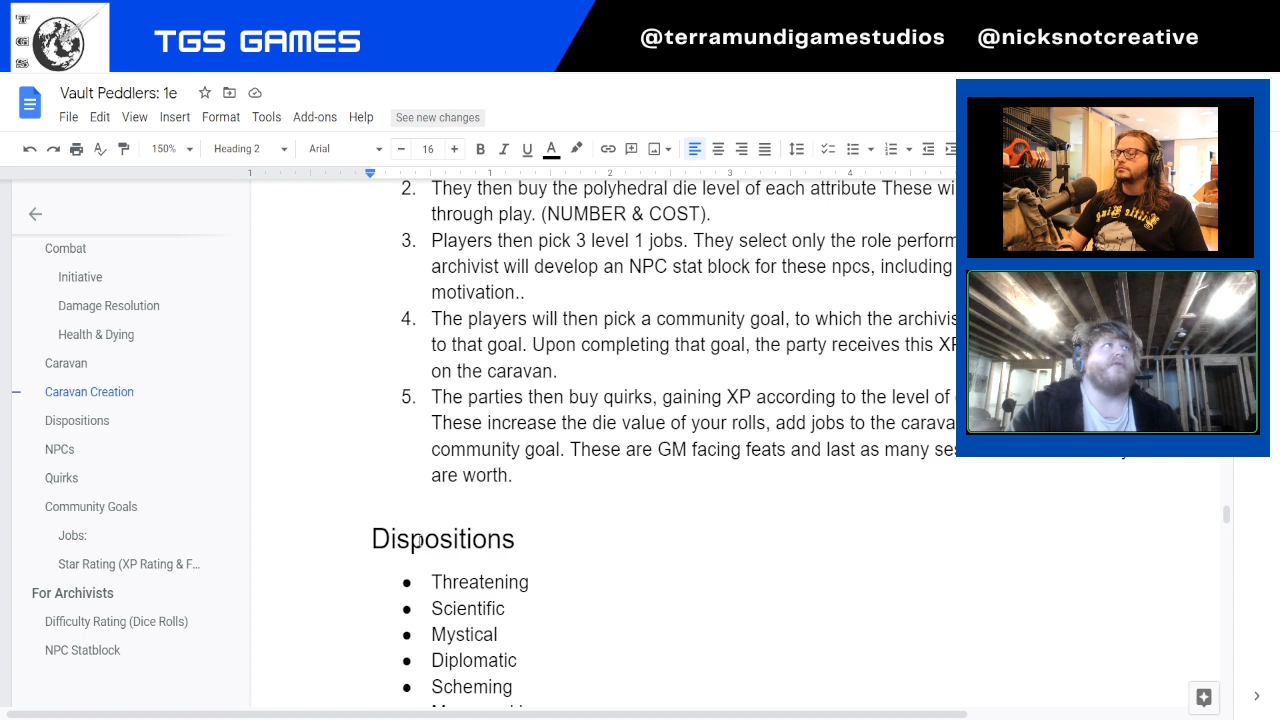 T G S
TGS GAMES
@terramundigamestudios @nicksnotcreative
Vault Peddlers: 1e
File Edit View Insert Format Tools Add-ons Help See new changes
150% Heading 2 Arial 16 B I U A
1 1 2 3 4
2. They then buy the polyhedral die level of each attribute These wi
through play. (NUMBER & COST).
3. Players then pick 3 level 1 jobs. They select only the role perform
archivist will develop an NPC stat block for these npcs, including
motivation..
4. The players will then pick a community goal, to which the archivis
to that goal. Upon completing that goal, the party receives this XP
on the caravan.
5. The parties then buy quirks, gaining XP according to the level of
These increase the die value of your rolls, add jobs to the carava
community goal. These are GM facing feats and last as many ses
are worth.
Dispositions
Threatening
Scientific
Mystical
Diplomatic
Scheming
Combat
Initiative
Damage Resolution
Health & Dying
Caravan
Caravan Creation
Dispositions
NPCs
Quirks
Community Goals
Jobs:
Star Rating (XP Rating & F...
For Archivists
Difficulty Rating (Dice Rolls)
NPC Statblock